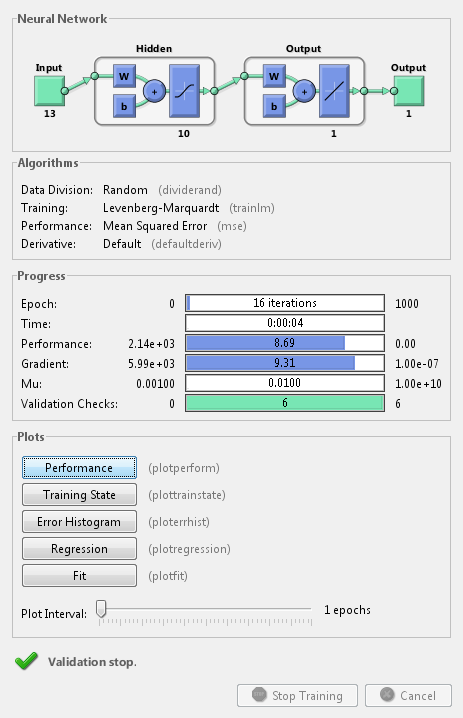 Neural Network
Hidden Output
Input Output
W W
b + b +
13 10 1 1
Algorithms
Data Division: Random (dividerand)
Training: Levenberg-Marquardt (trainlm)
Performance: Mean Squared Error (mse)
Derivative: Default (defaultderiv)
Progress
Epoch: 0 16 iterations 1000
Time: 0:00:04
Performance: 2.14e+03 8.69 0.00
Gradient: 5.99e+03 9.31 1.00e-07
Mu: 0.00100 0.0100 1.00e+10
Validation Checks: 0 6 6
Plots
Performance (plotperform)
Training State (plottrainstate)
Error Histogram (ploterrhist)
Regression (plotregression)
Fit (plotfit)
Plot Interval: 1 epochs
Validation stop.
Stop Training Cancel